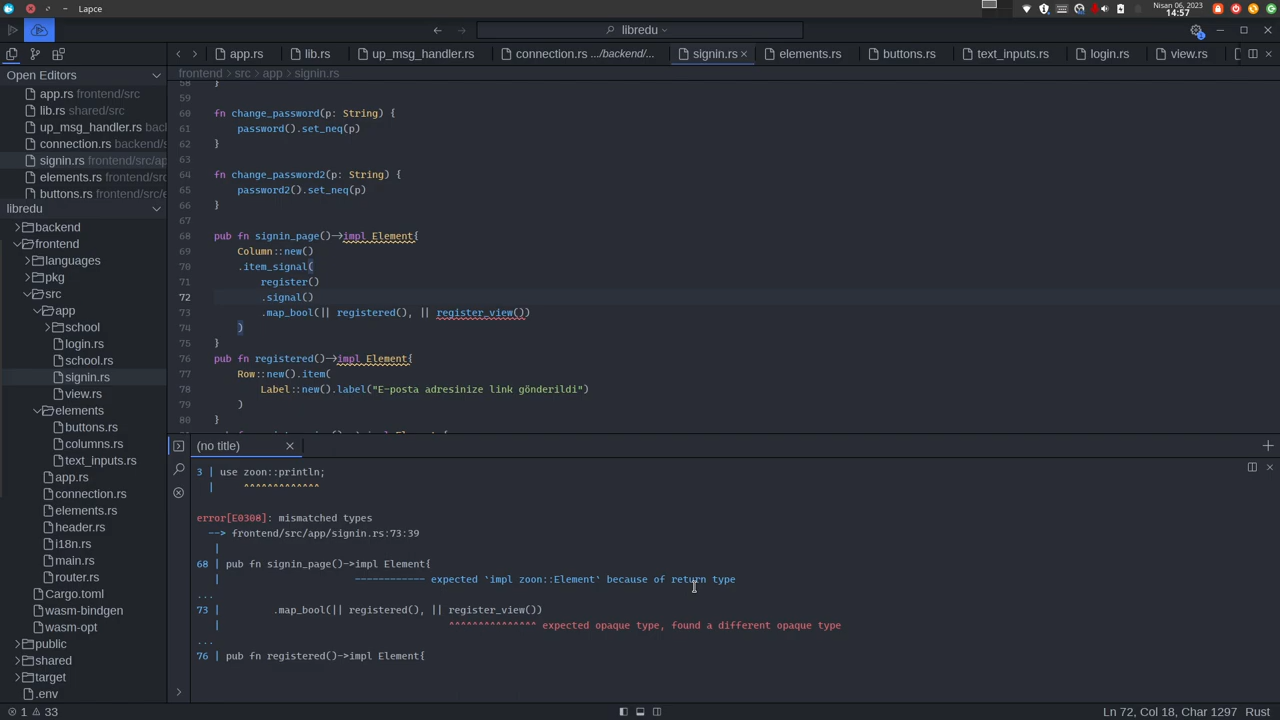 Lapce
Nisan 06, 2023
14:57
libredu
app.rs
lib.rs
up_msg_handler.rs
connection.rs .../backend/...
signin.rs
elements.rs
buttons.rs
text_inputs.rs
login.rs
view.rs
Open Editors
app.rs frontend/src
lib.rs shared/src
up_msg_handler.rs bac
connection.rs backend/s
signin.rs frontend/src/ap
elements.rs frontend/src
buttons.rs frontend/src/e
libredu
backend
frontend
languages
pkg
src
app
school
login.rs
school.rs
signin.rs
view.rs
elements
buttons.rs
columns.rs
text_inputs.rs
app.rs
connection.rs
elements.rs
header.rs
i18n.rs
main.rs
router.rs
Cargo.toml
wasm-bindgen
wasm-opt
public
shared
target
.env
frontend > src > app > signin.rs
58 }
59
60 fn change_password(p: String) {
61 password().set_neq(p)
62 }
63
64 fn change_password2(p: String) {
65 password2().set_neq(p)
66 }
67
68 pub fn signin_page()->impl Element{
69 Column::new()
70 .item_signal(
71 register()
72 .signal()
73 .map_bool(|| registered(), || register_view())
74 )
75 }
76 pub fn registered()->impl Element{
77 Row::new().item(
78 Label::new().label("E-posta adresinize link gönderildi")
79 )
80 }
(no title)
3 | use zoon::println;
| ^^^^^^^^^^^^^
error[E0308]: mismatched types
--> frontend/src/app/signin.rs:73:39
|
68 | pub fn signin_page()->impl Element{
| ------------ expected `impl zoon::Element` because of return type
...
73 | .map_bool(|| registered(), || register_view())
| ^^^^^^^^^^^^^^^ expected opaque type, found a different opaque type
...
76 | pub fn registered()->impl Element{
1 33
Ln 72, Col 18, Char 1297 Rust